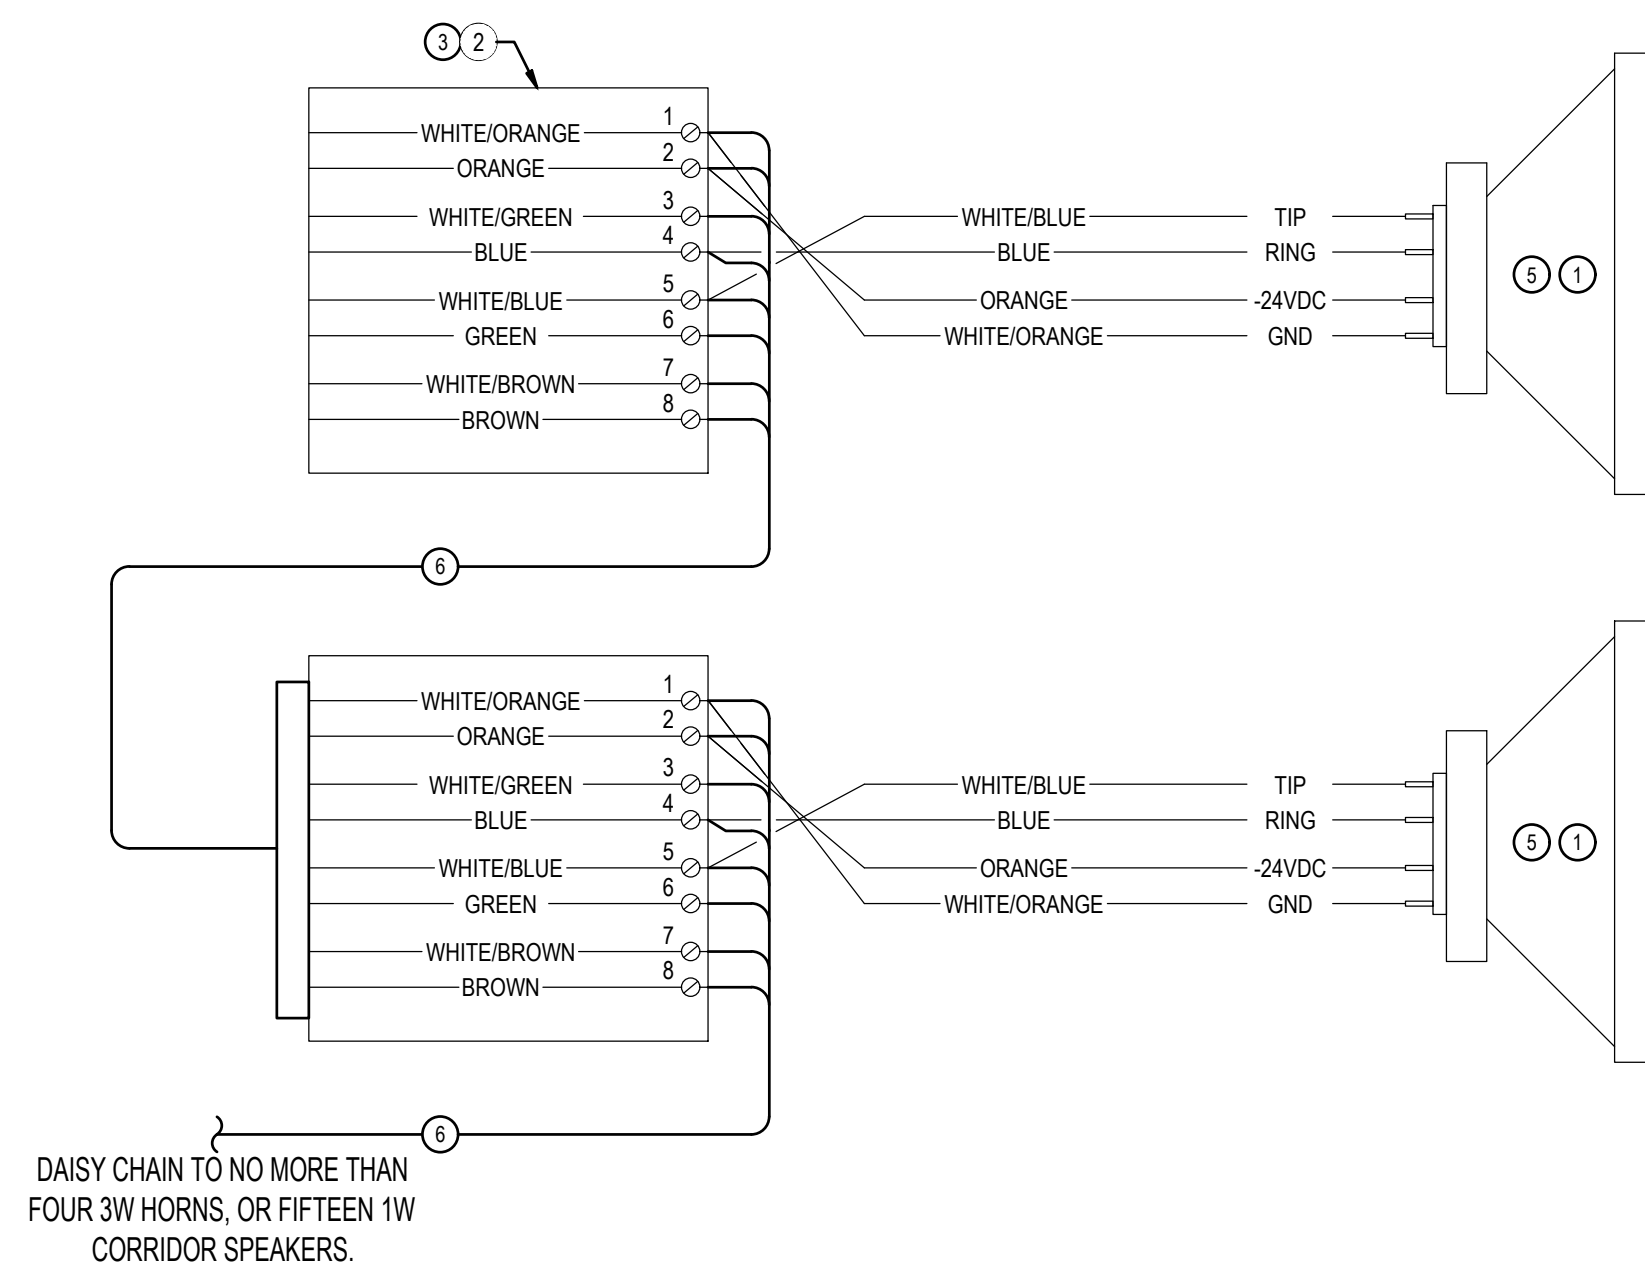 3 2
WHITE/ORANGE 1
ORANGE 2
WHITE/GREEN 3
BLUE 4
WHITE/BLUE 5
GREEN 6
WHITE/BROWN 7
BROWN 8
WHITE/BLUE TIP
BLUE RING
ORANGE -24VDC
WHITE/ORANGE GND
5 1
6
WHITE/ORANGE 1
ORANGE 2
WHITE/GREEN 3
BLUE 4
WHITE/BLUE 5
GREEN 6
WHITE/BROWN 7
BROWN 8
WHITE/BLUE TIP
BLUE RING
ORANGE -24VDC
WHITE/ORANGE GND
5 1
6
DAISY CHAIN TO NO MORE THAN
FOUR 3W HORNS, OR FIFTEEN 1W
CORRIDOR SPEAKERS.